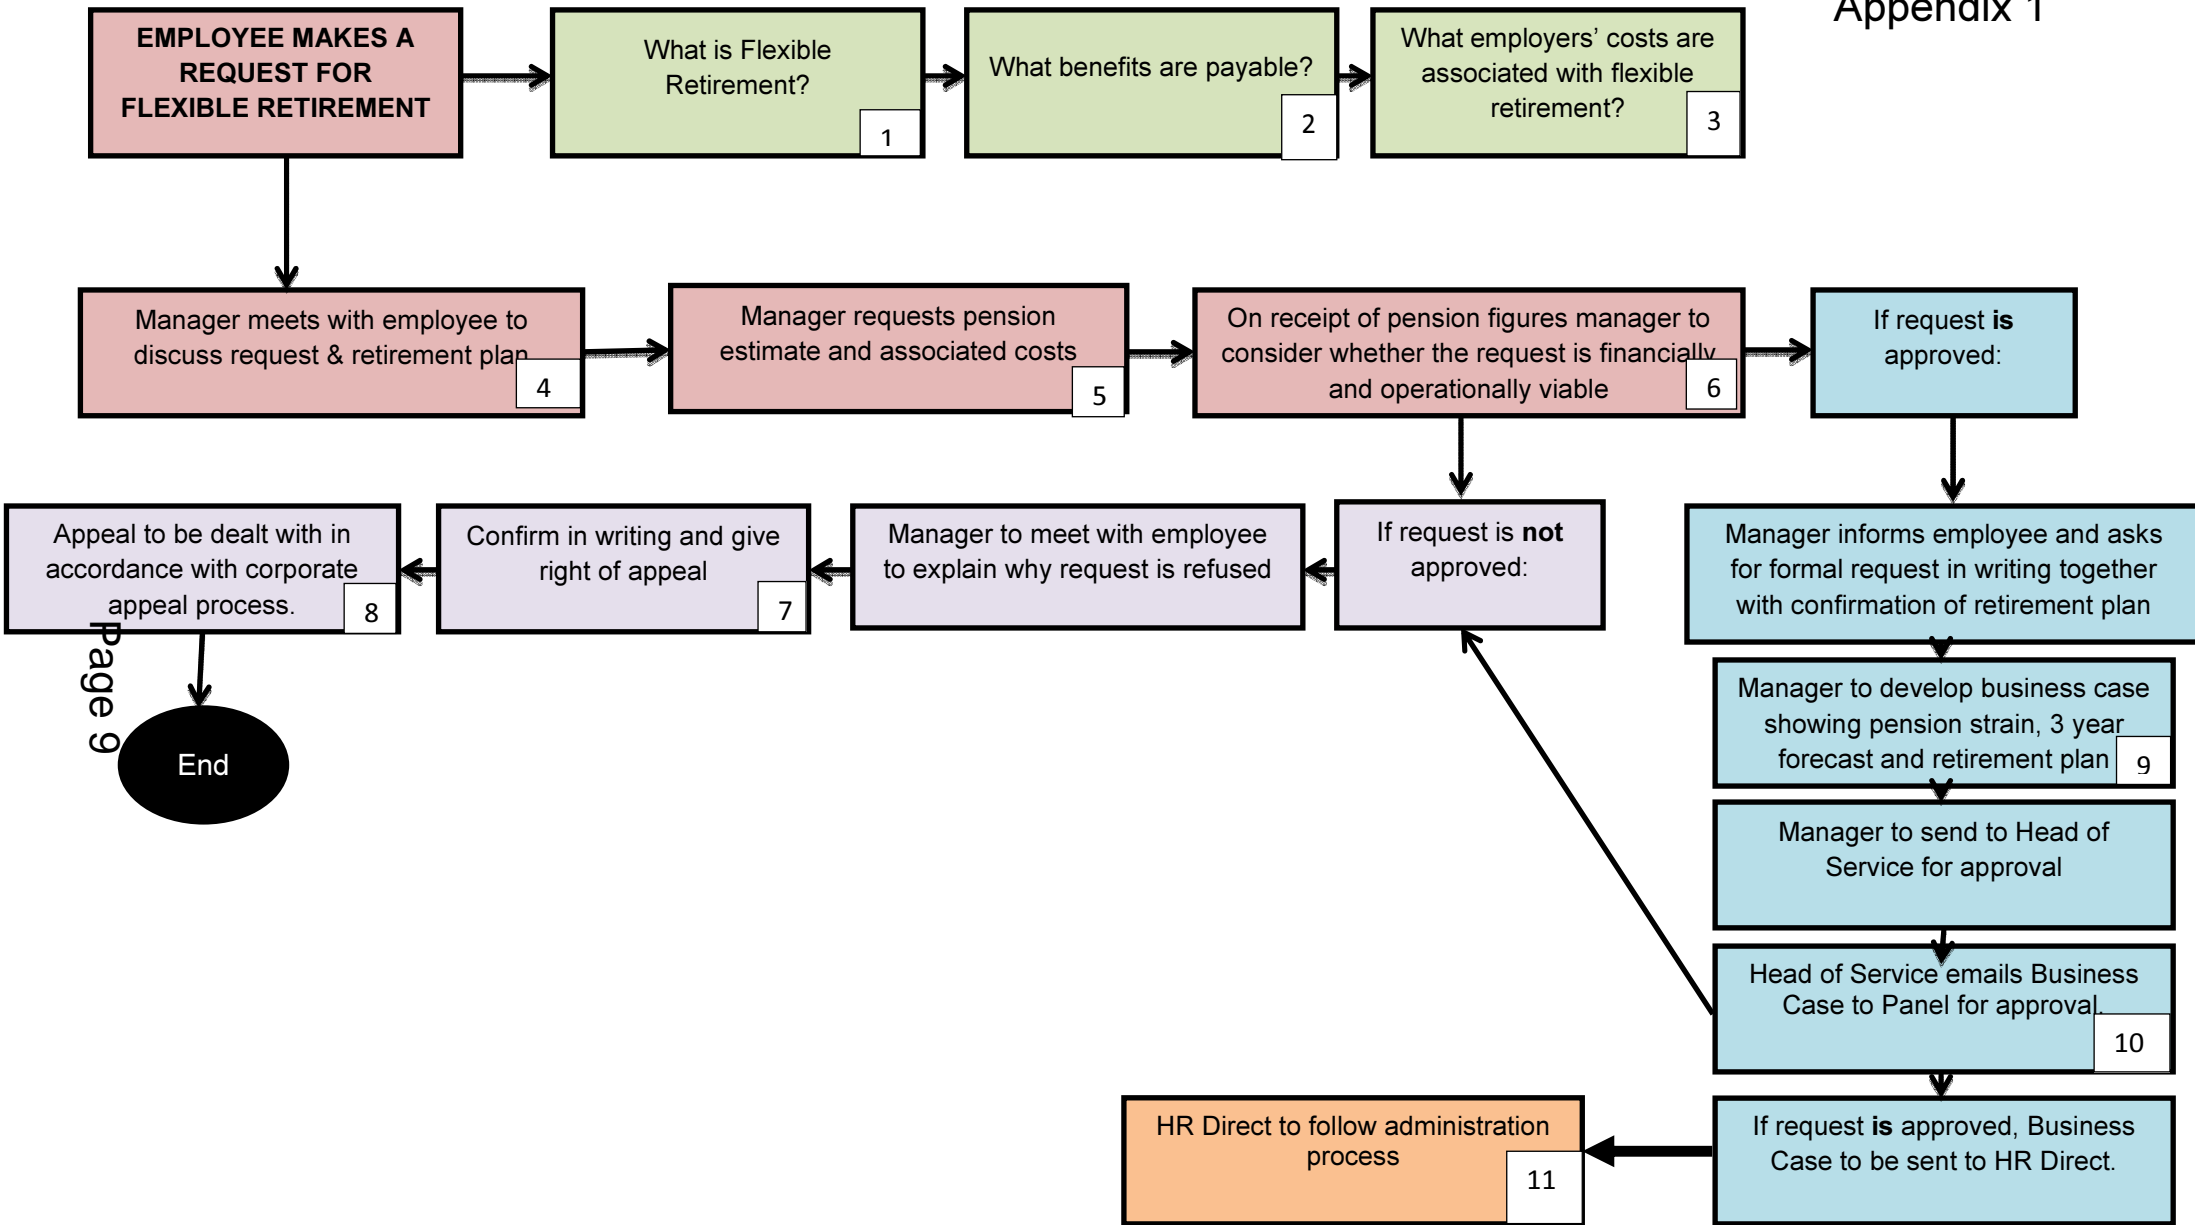 Appendix 1
EMPLOYEE MAKES A
REQUEST FOR
FLEXIBLE RETIREMENT
What is Flexible
Retirement?
1
What benefits are payable?
2
What employers’ costs are
associated with flexible
retirement?
3
Manager meets with employee to
discuss request & retirement plan
4
Manager requests pension
estimate and associated costs
5
On receipt of pension figures manager to
consider whether the request is financially
and operationally viable
6
If request is
approved:
Appeal to be dealt with in
accordance with corporate
appeal process.
8
Confirm in writing and give
right of appeal
7
Manager to meet with employee
to explain why request is refused
If request is not
approved:
Manager informs employee and asks
for formal request in writing together
with confirmation of retirement plan
Page 9
End
Manager to develop business case
showing pension strain, 3 year
forecast and retirement plan
9
Manager to send to Head of
Service for approval
Head of Service emails Business
Case to Panel for approval.
10
HR Direct to follow administration
process
11
If request is approved, Business
Case to be sent to HR Direct.